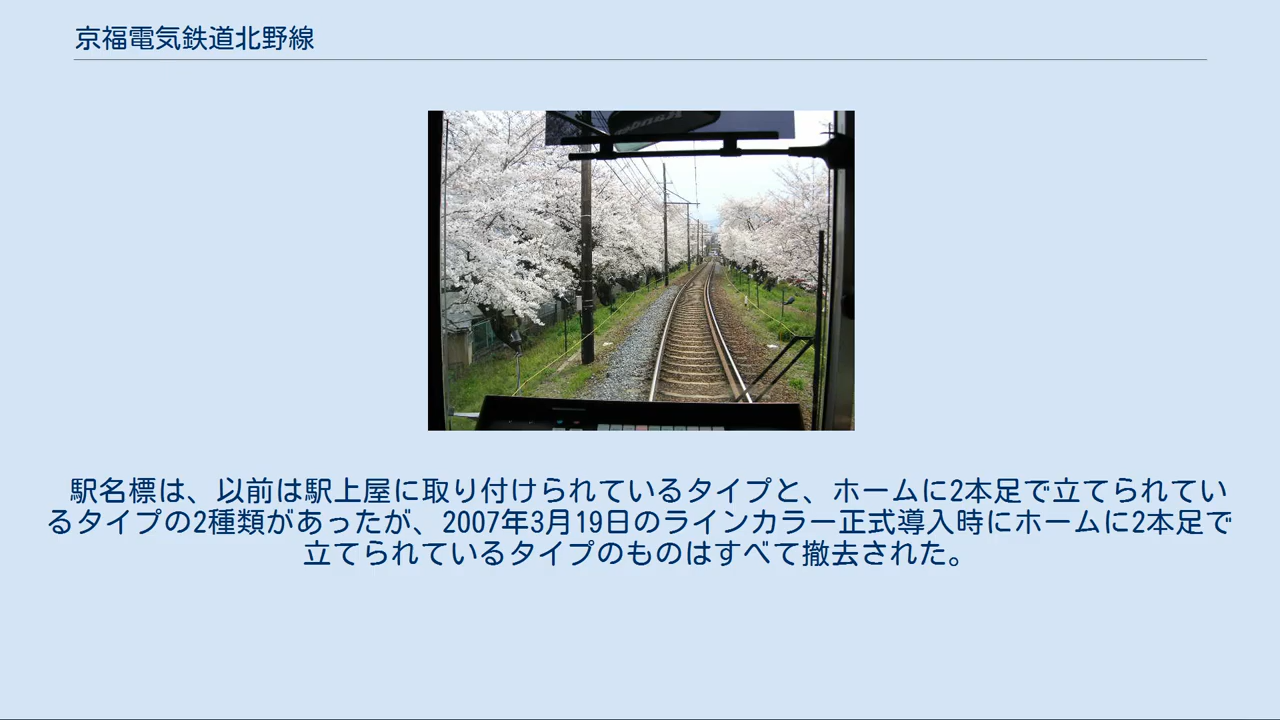 京福電気鉄道北野線
駅名標は、以前は駅上屋に取り付けられているタイプと、ホームに2本足で立てられてい
るタイプの2種類があったが、2007年3月19日のラインカラー正式導入時にホームに2本足で
立てられているタイプのものはすべて撤去された。